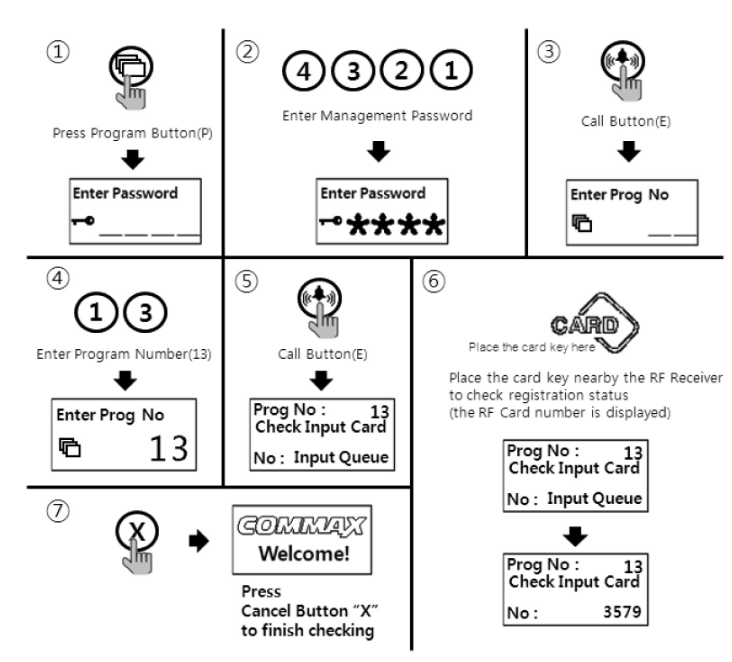 ①
Press Program Button(P)
Enter Password
②
4 3 2 1
Enter Management Password
Enter Password
③
Call Button(E)
Enter Prog No
④
1 3
Enter Program Number(13)
Enter Prog No
13
⑤
Call Button(E)
Prog No : 13
Check Input Card
No : Input Queue
⑥
CARD
Place the card key here
Place the card key nearby the RF Receiver
to check registration status
(the RF Card number is displayed)
Prog No : 13
Check Input Card
No : Input Queue
Prog No : 13
Check Input Card
No : 3579
⑦
X
COMMAX
Welcome!
Press
Cancel Button “X”
to finish checking